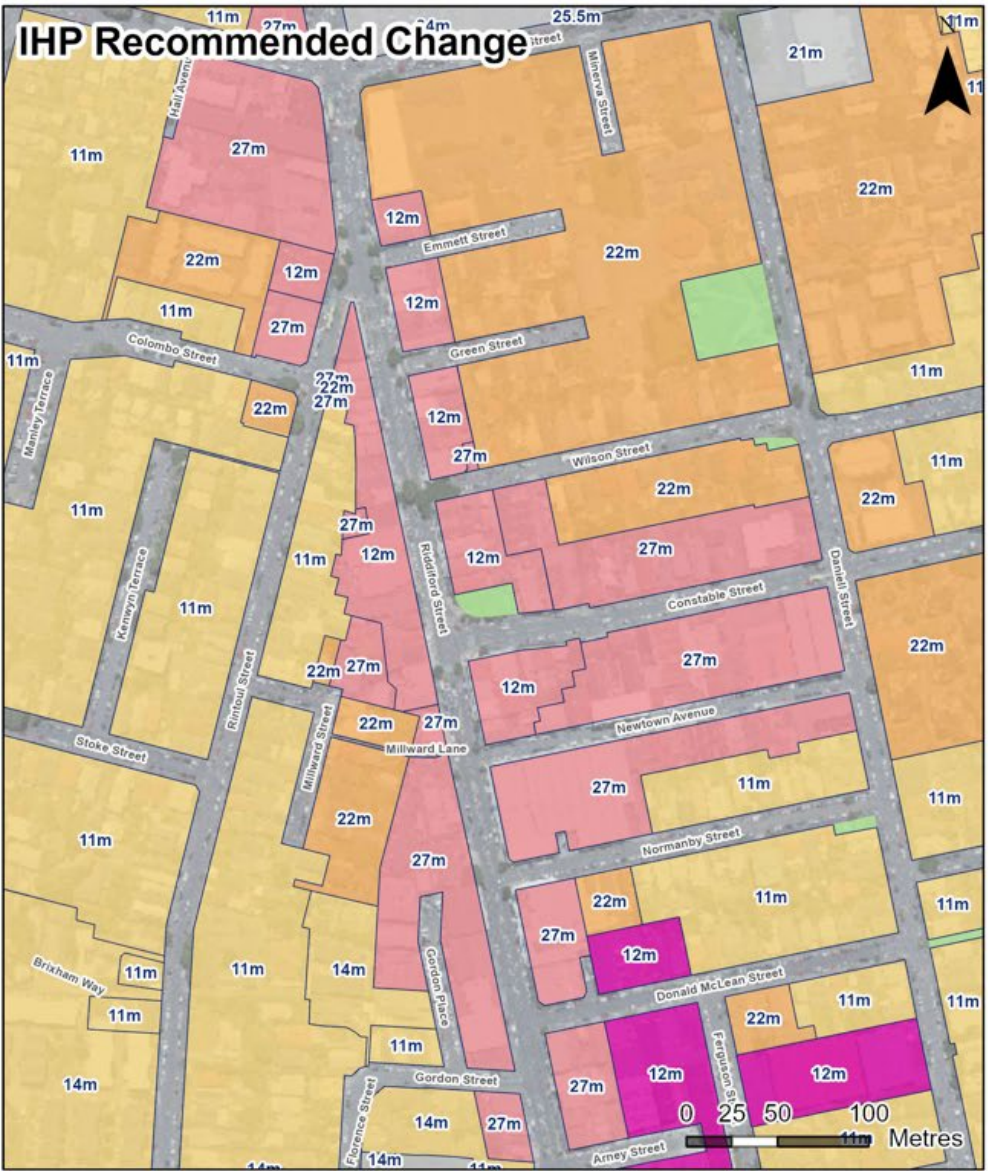 11m
27m
24m
25.5m
IHP Recommended Change
Street
N
11m
21m
Minerva Street
11m
11m
27m
22m
12m
Emmett Street
22m
22m
12m
11m
12m
27m
Colombo Street
Green Street
11m
11m
Manley Terrace
27m
22m
27m
22m
12m
27m
Wilson Street
11m
22m
22m
11m
27m
12m
11m
12m
27m
Riddiford Street
Kenwyn Terrace
11m
Constable Street
Daniell Street
22m
27m
27m
22m
12m
Rintoul Street
22m
27m
Newtown Avenue
Millward Street
Millward Lane
Stoke Street
27m
11m
11m
22m
11m
Normanby Street
27m
11m
22m
11m
27m
12m
11m
14m
Brixham Way
11m
Donald McLean Street
Gordon Place
11m
11m
11m
22m
11m
Ferguson St
12m
12m
27m
14m
Gordon Street
Florence Street
14m
27m
0 25 50 100
Metres
11m
Arney Street
14m
14m
11m